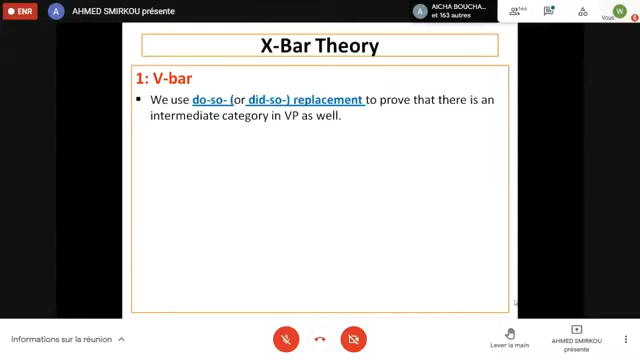 ENR
A
AHMED SMIRKOU présente
A
AICHA BOUCHA...
et 163 autres
166
W
Vous
X-Bar Theory
1: V-bar
▪ We use do-so- (or did-so-) replacement to prove that there is an
intermediate category in VP as well.
Informations sur la réunion
Lever la main
AHMED SMIRKOU
présente